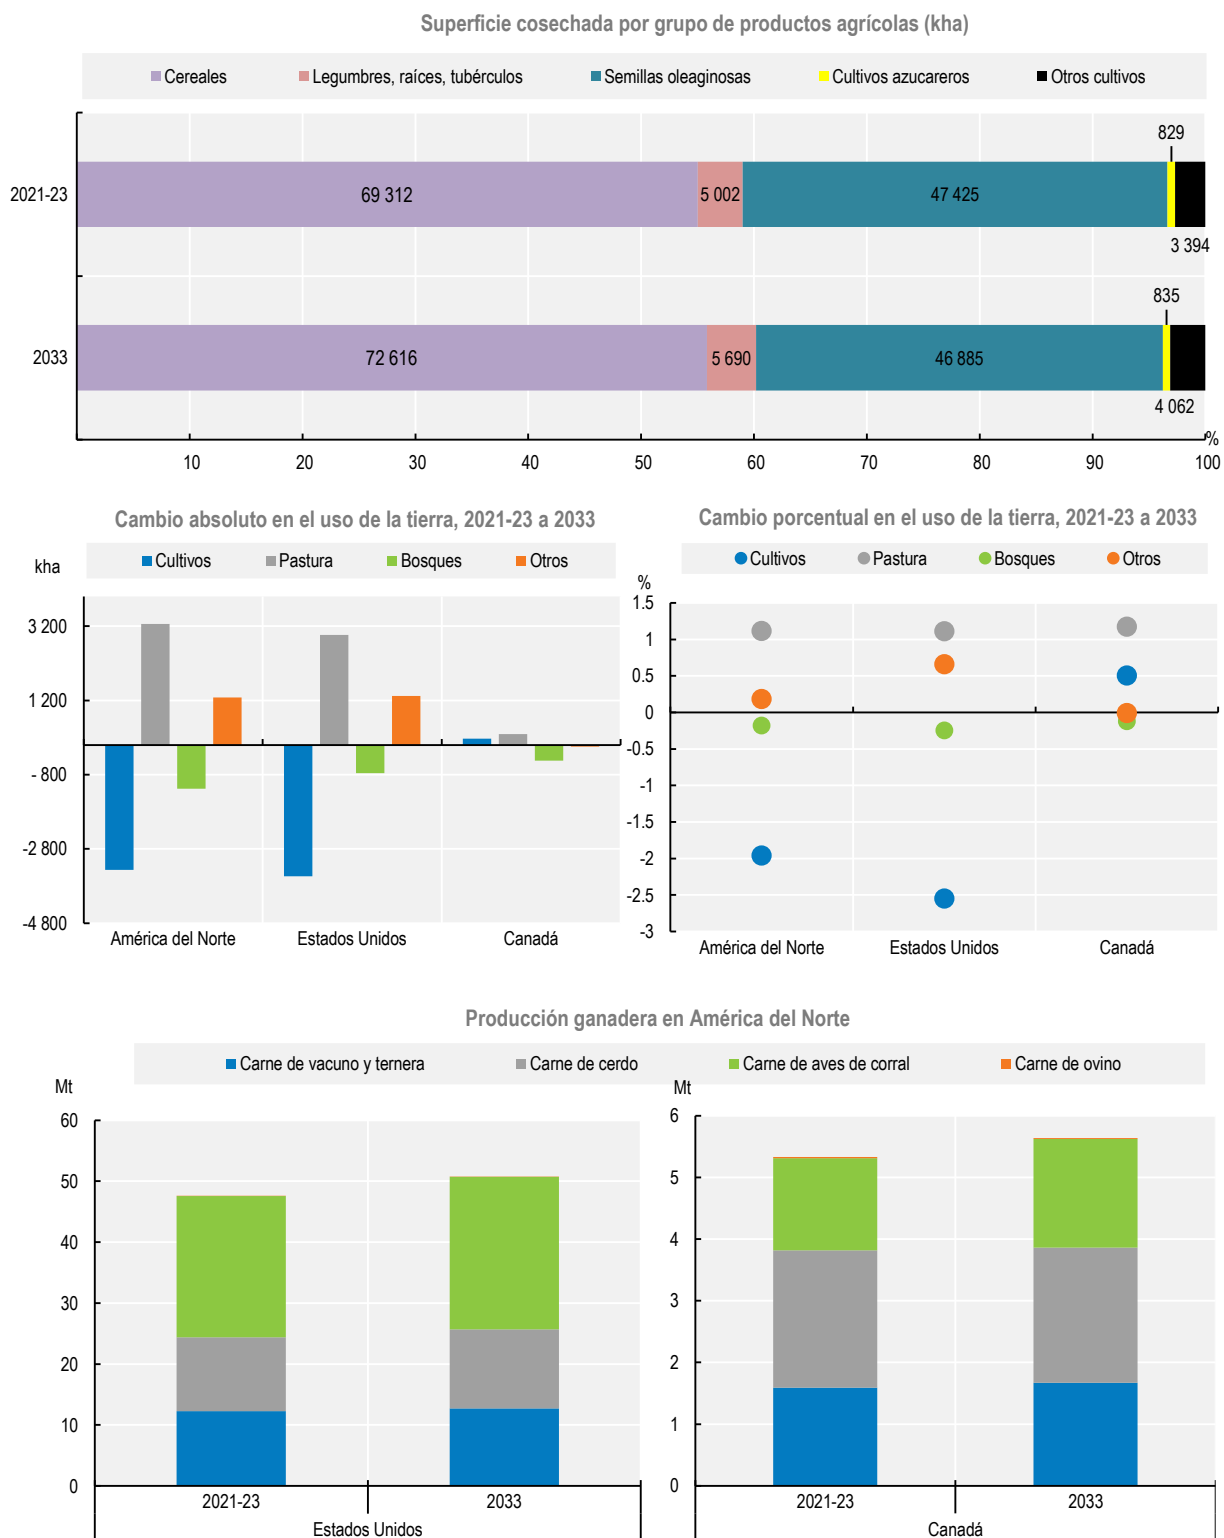 Superficie cosechada por grupo de productos agrícolas (kha)
Cereales Legumbres, raíces, tubérculos Semillas oleaginosas Cultivos azucareros Otros cultivos
829
2021-23 69 312 5 002 47 425
3 394
835
2033 72 616 5 690 46 885
4 062
%
10 20 30 40 50 60 70 80 90 100
Cambio absoluto en el uso de la tierra, 2021-23 a 2033
kha
Cultivos Pastura Bosques Otros
3 200
1 200
- 800
-2 800
-4 800
América del Norte Estados Unidos Canadá
Cambio porcentual en el uso de la tierra, 2021-23 a 2033
Cultivos Pastura Bosques Otros
%
1.5
1
0.5
0
-0.5
-1
-1.5
-2
-2.5
-3
América del Norte Estados Unidos Canadá
Producción ganadera en América del Norte
Carne de vacuno y ternera Carne de cerdo Carne de aves de corral Carne de ovino
Mt
60
50
40
30
20
10
0
2021-23 2033
Estados Unidos
Mt
6
5
4
3
2
1
0
2021-23 2033
Canadá